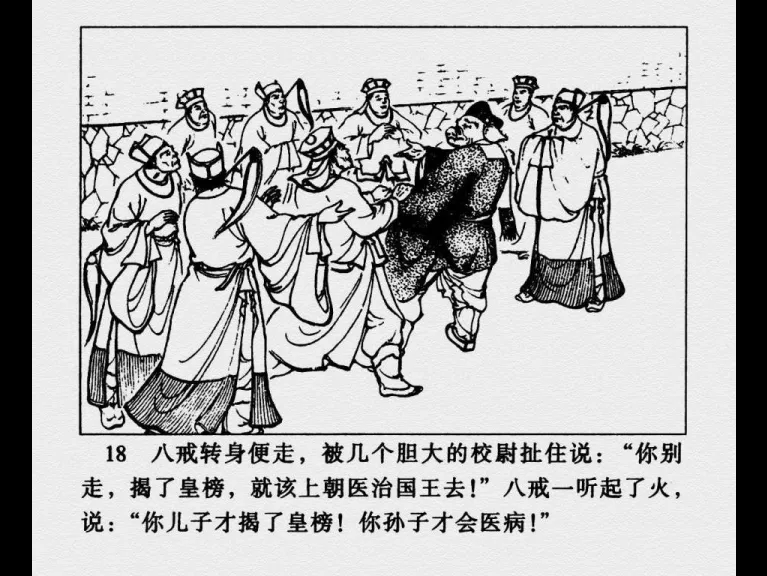 18 八戒转身便走，被几个胆大的校尉扯住说：“你别
走，揭了皇榜，就该上朝医治国王去！”八戒一听起了火，
说：“你儿子才揭了皇榜！你孙子才会医病！”